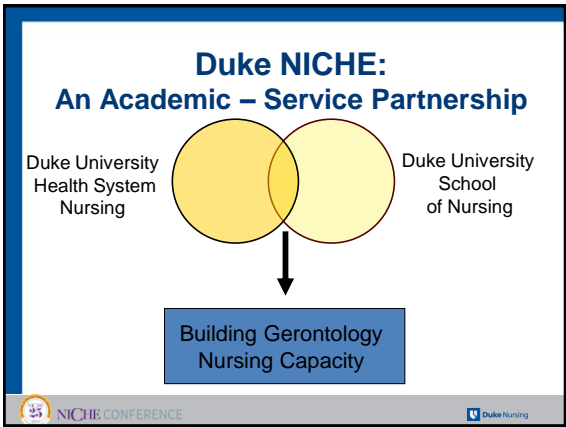 Duke NICHE:
An Academic – Service Partnership
Duke University
Health System
Nursing
Duke University
School
of Nursing
Building Gerontology
Nursing Capacity
25
NICHE CONFERENCE
Duke Nursing